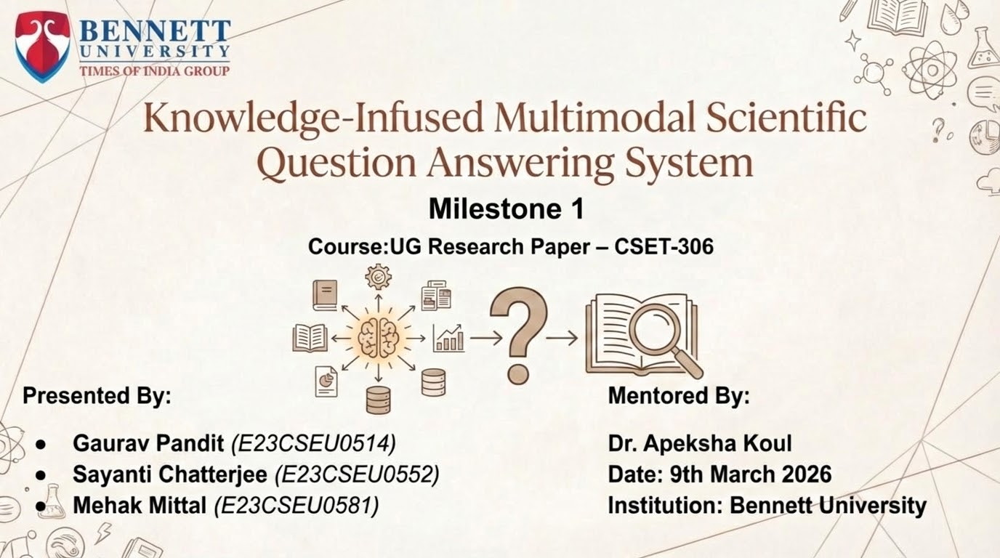 BENNETT
UNIVERSITY
TIMES OF INDIA GROUP
Knowledge-Infused Multimodal Scientific
Question Answering System
Milestone 1
Course:UG Research Paper – CSET-306
?
Presented By:
● Gaurav Pandit (E23CSEU0514)
● Sayanti Chatterjee (E23CSEU0552)
● Mehak Mittal (E23CSEU0581)
Mentored By:
Dr. Apeksha Koul
Date: 9th March 2026
Institution: Bennett University